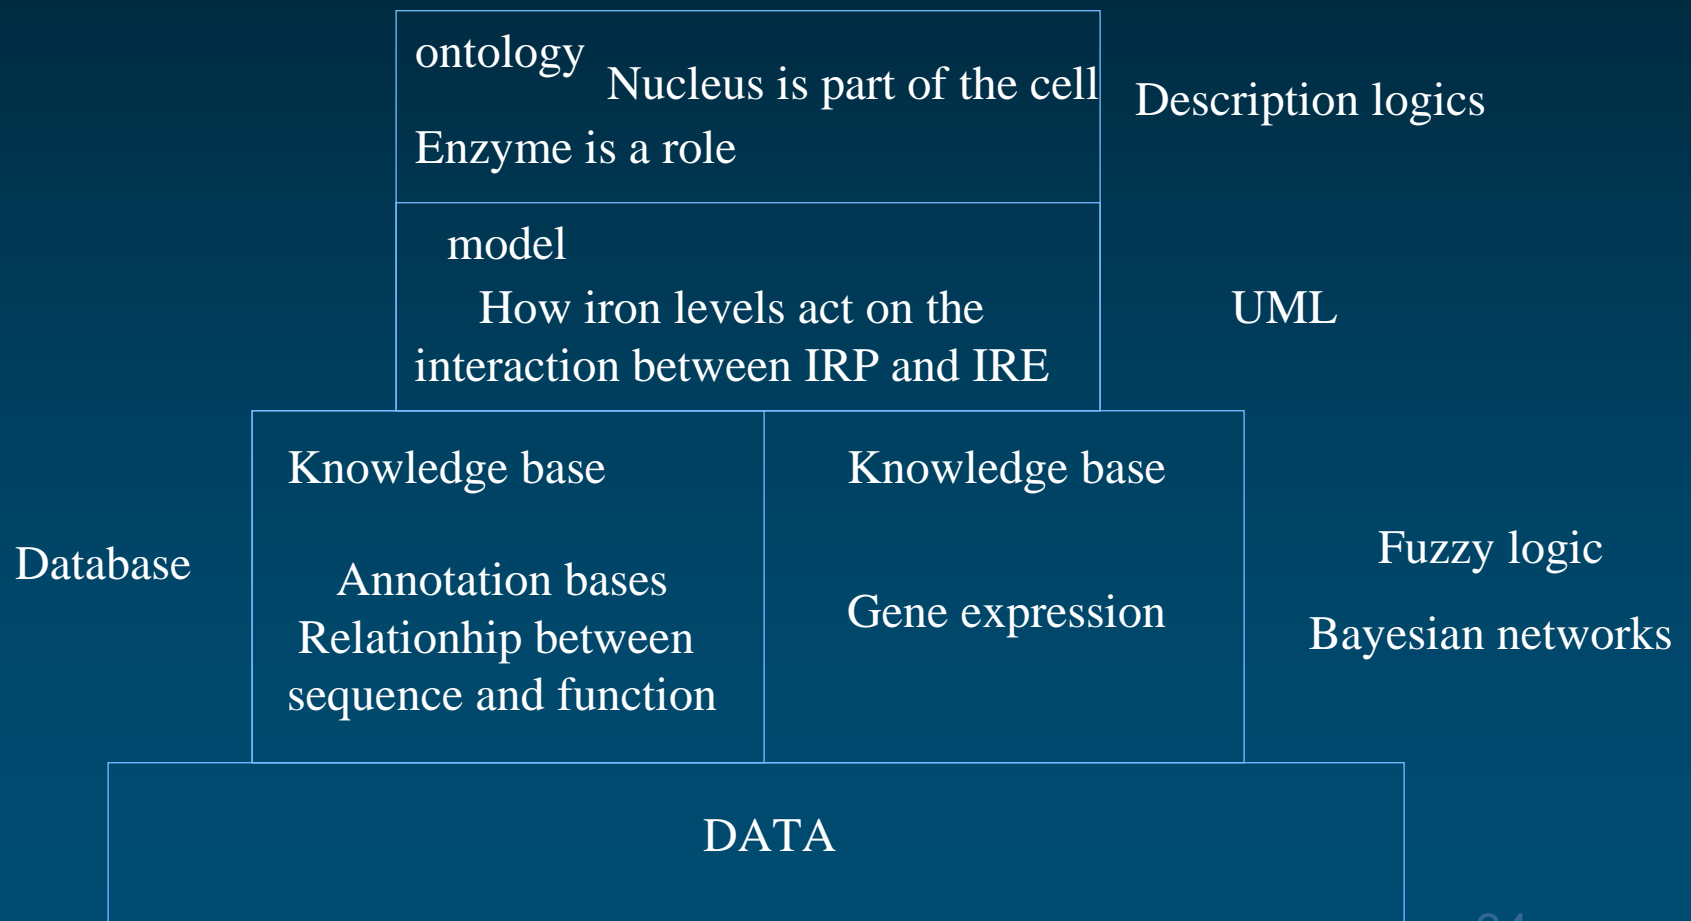 ontology
Nucleus is part of the cell
Enzyme is a role
Description logics
model
How iron levels act on the
interaction between IRP and IRE
UML
Database
Knowledge base
Annotation bases
Relationhip between
sequence and function
Knowledge base
Gene expression
Fuzzy logic
Bayesian networks
DATA